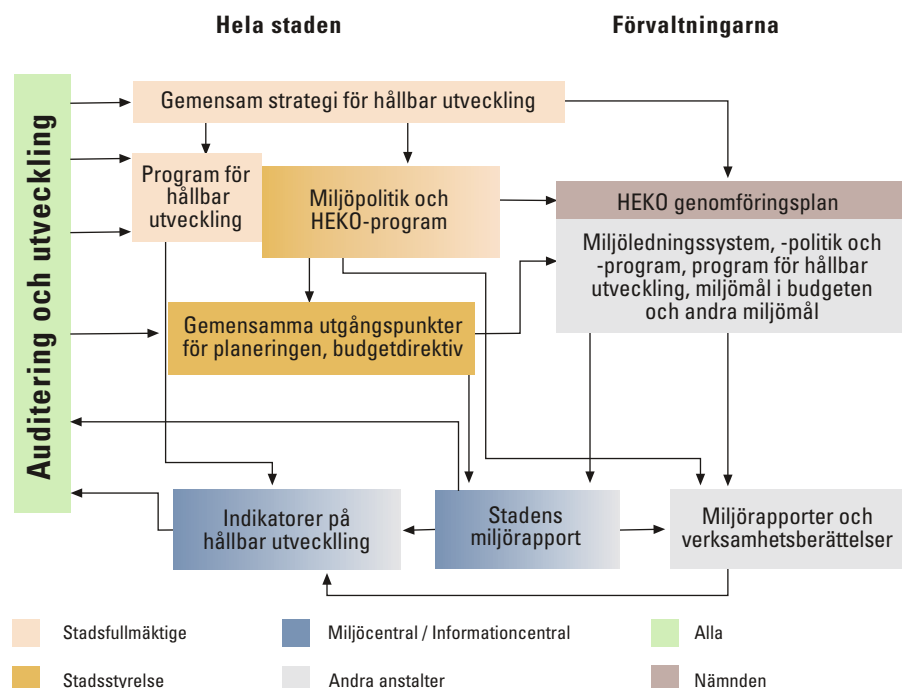 Hela staden
Förvaltningarna
Auditering och utveckling
Gemensam strategi för hållbar utveckling
Program för
hållbar
utveckling
Miljöpolitik och
HEKO-program
HEKO genomföringsplan
Miljöledningssystem, -politik och
-program, program för hållbar
utveckling, miljömål i budgeten
och andra miljömål
Gemensamma utgångspunkter
för planeringen, budgetdirektiv
Indikatorer på
hållbar utvecklling
Stadens
miljörapport
Miljörapporter och
verksamhetsberättelser
Stadsfullmäktige
Miljöcentral / Informationcentral
Alla
Stadsstyrelse
Andra anstalter
Nämnden